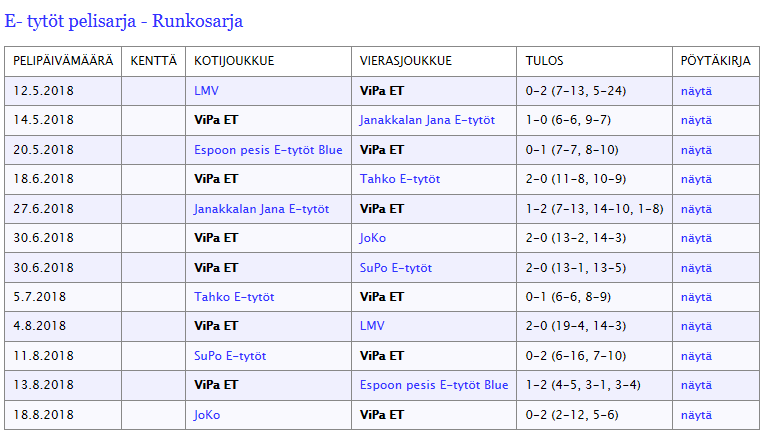 E- tytöt pelisarja - Runkosarja
PELIPÄIVÄMÄÄRÄ KENTTÄ KOTIJOUKKUE VIERASJOUKKUE TULOS PÖYTÄKIRJA
12.5.2018 LMV ViPa ET 0-2 (7-13, 5-24) näytä
14.5.2018 ViPa ET Janakkalan Jana E-tytöt 1-0 (6-6, 9-7) näytä
20.5.2018 Espoon pesis E-tytöt Blue ViPa ET 0-1 (7-7, 8-10) näytä
18.6.2018 ViPa ET Tahko E-tytöt 2-0 (11-8, 10-9) näytä
27.6.2018 Janakkalan Jana E-tytöt ViPa ET 1-2 (7-13, 14-10, 1-8) näytä
30.6.2018 ViPa ET JoKo 2-0 (13-2, 14-3) näytä
30.6.2018 ViPa ET SuPo E-tytöt 2-0 (13-1, 13-5) näytä
5.7.2018 Tahko E-tytöt ViPa ET 0-1 (6-6, 8-9) näytä
4.8.2018 ViPa ET LMV 2-0 (19-4, 14-3) näytä
11.8.2018 SuPo E-tytöt ViPa ET 0-2 (6-16, 7-10) näytä
13.8.2018 ViPa ET Espoon pesis E-tytöt Blue 1-2 (4-5, 3-1, 3-4) näytä
18.8.2018 JoKo ViPa ET 0-2 (2-12, 5-6) näytä